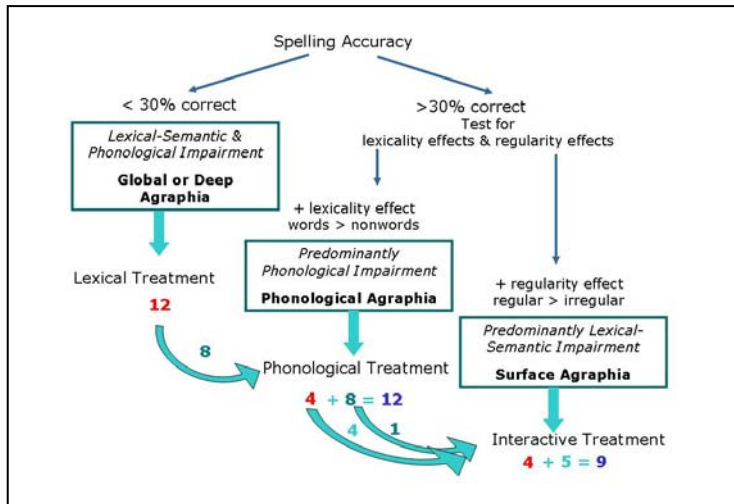 Spelling Accuracy
< 30% correct
Lexical-Semantic &
Phonological Impairment
Global or Deep
Agraphia
Lexical Treatment
12
8
>30% correct
Test for
lexicality effects & regularity effects
+ lexicality effect
words > nonwords
Predominantly
Phonological Impairment
Phonological Agraphia
Phonological Treatment
4 + 8 = 12
4
1
+ regularity effect
regular > irregular
Predominantly Lexical-
Semantic Impairment
Surface Agraphia
Interactive Treatment
4 + 5 = 9